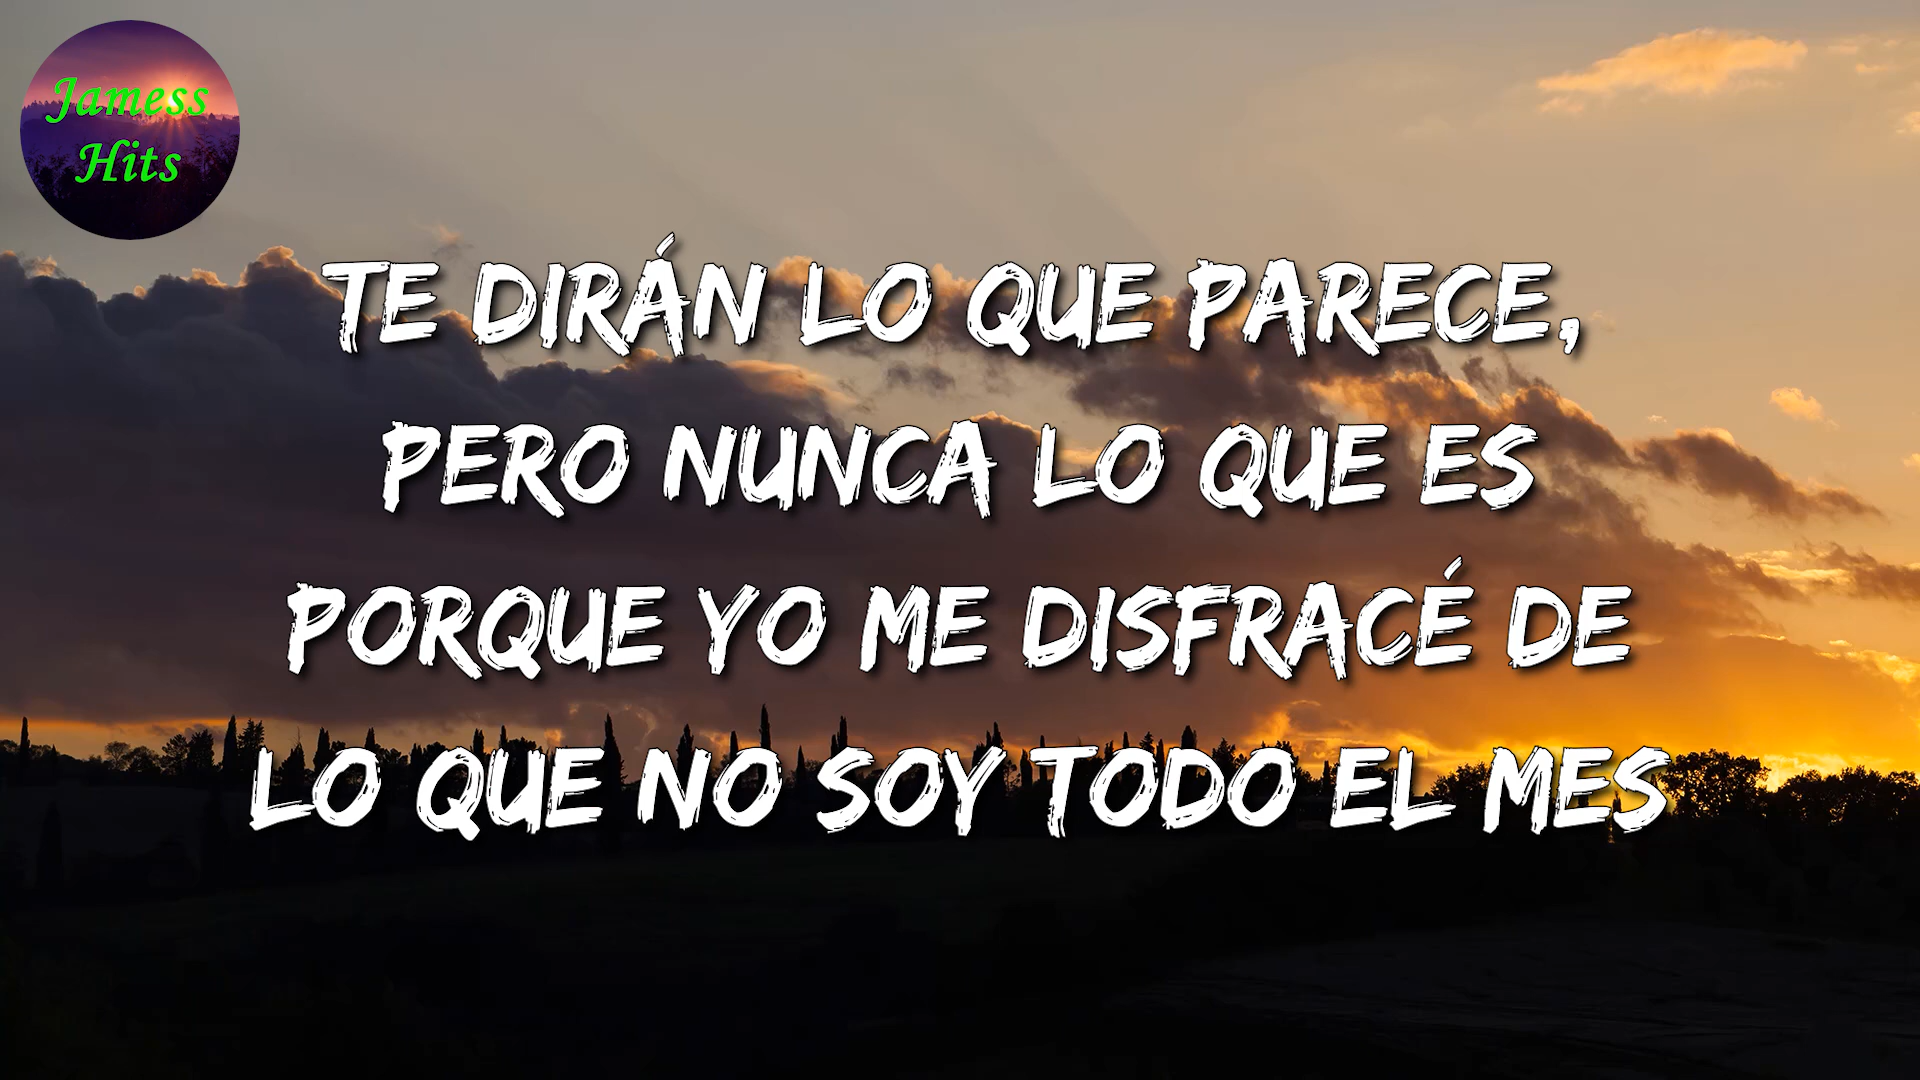 Jamess
Hits
TE DIRÁN LO QUE PARECE,
PERO NUNCA LO QUE ES
PORQUE YO ME DISFRACÉ DE
LO QUE NO SOY TODO EL MES